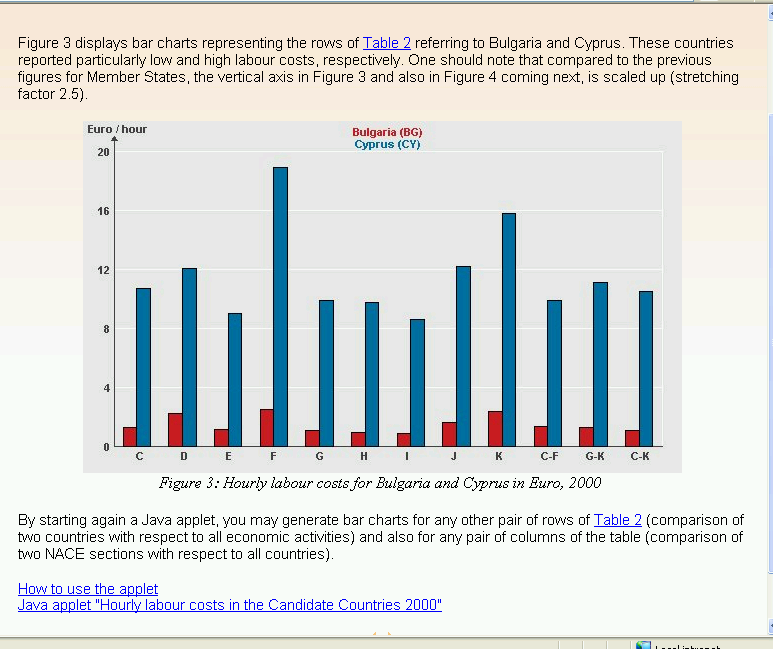 Figure 3 displays bar charts representing the rows of Table 2 referring to Bulgaria and Cyprus. These countries
reported particularly low and high labour costs, respectively. One should note that compared to the previous
figures for Member States, the vertical axis in Figure 3 and also in Figure 4 coming next, is scaled up (stretching
factor 2.5).
Euro / hour
Bulgaria (BG)
Cyprus (CY)
20
16
12
8
4
0
C D E F G H I J K C-F G-K C-K
Figure 3: Hourly labour costs for Bulgaria and Cyprus in Euro, 2000
By starting again a Java applet, you may generate bar charts for any other pair of rows of Table 2 (comparison of
two countries with respect to all economic activities) and also for any pair of columns of the table (comparison of
two NACE sections with respect to all countries).
How to use the applet
Java applet "Hourly labour costs in the Candidate Countries 2000"